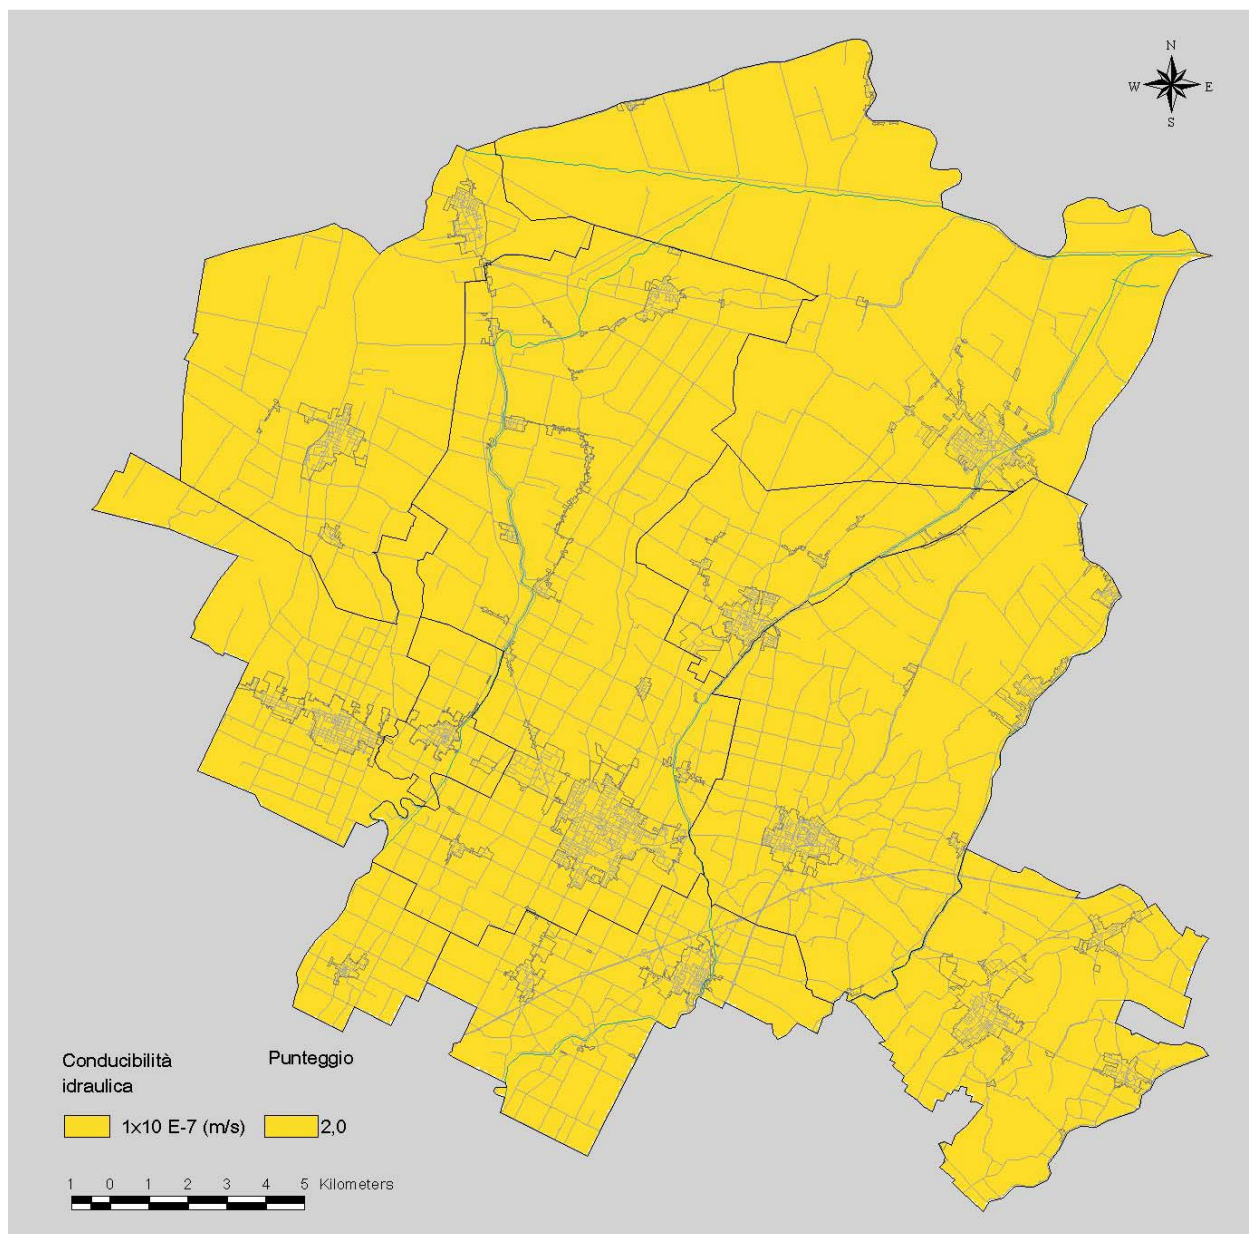 N
W E
S
Conducibilità Punteggio
idraulica
1x10 E-7 (m/s) 2,0
1 0 1 2 3 4 5 Kilometers